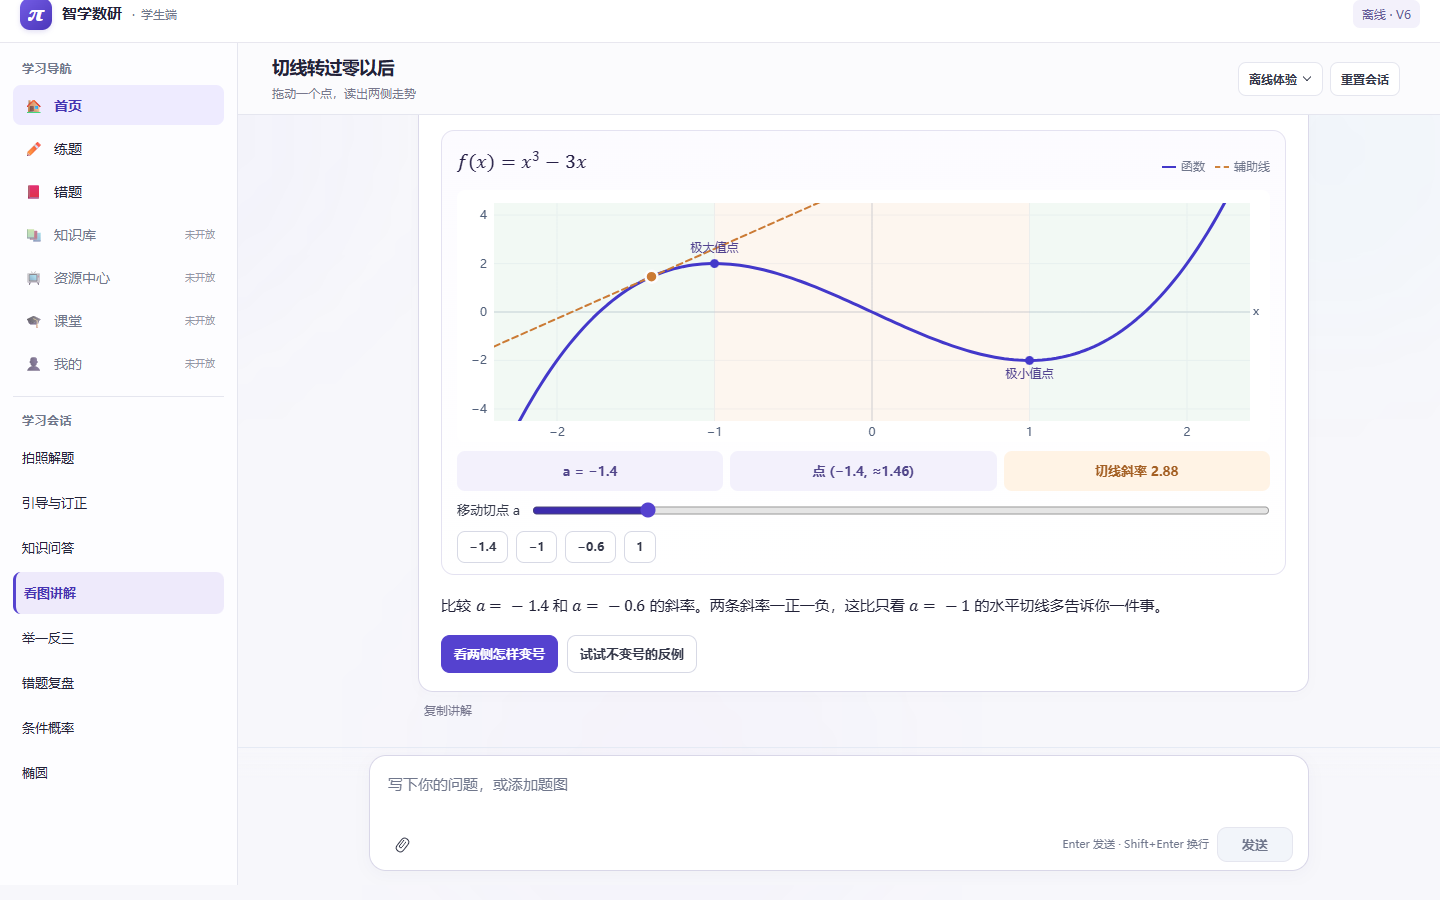 π 智学数研 · 学生端
离线 · V6
学习导航
首页
练题
错题
知识库 未开放
资源中心 未开放
课堂 未开放
我的 未开放
学习会话
拍照解题
引导与订正
知识问答
看图讲解
举一反三
错题复盘
条件概率
椭圆
切线转过零以后
拖动一个点，读出两侧走势
离线体验
重置会话
f(x) = x³ − 3x
函数 辅助线
4
2
0
−2
−4
极大值点
极小值点
x
−2 −1 0 1 2
a = −1.4
点 (−1.4, ≈1.46)
切线斜率 2.88
移动切点 a
−1.4 −1 −0.6 1
比较 a = −1.4 和 a = −0.6 的斜率。两条斜率一正一负，这比只看 a = −1 的水平切线多告诉你一件事。
看两侧怎样变号 试试不变号的反例
复制讲解
写下你的问题，或添加题图
Enter 发送 · Shift+Enter 换行 发送